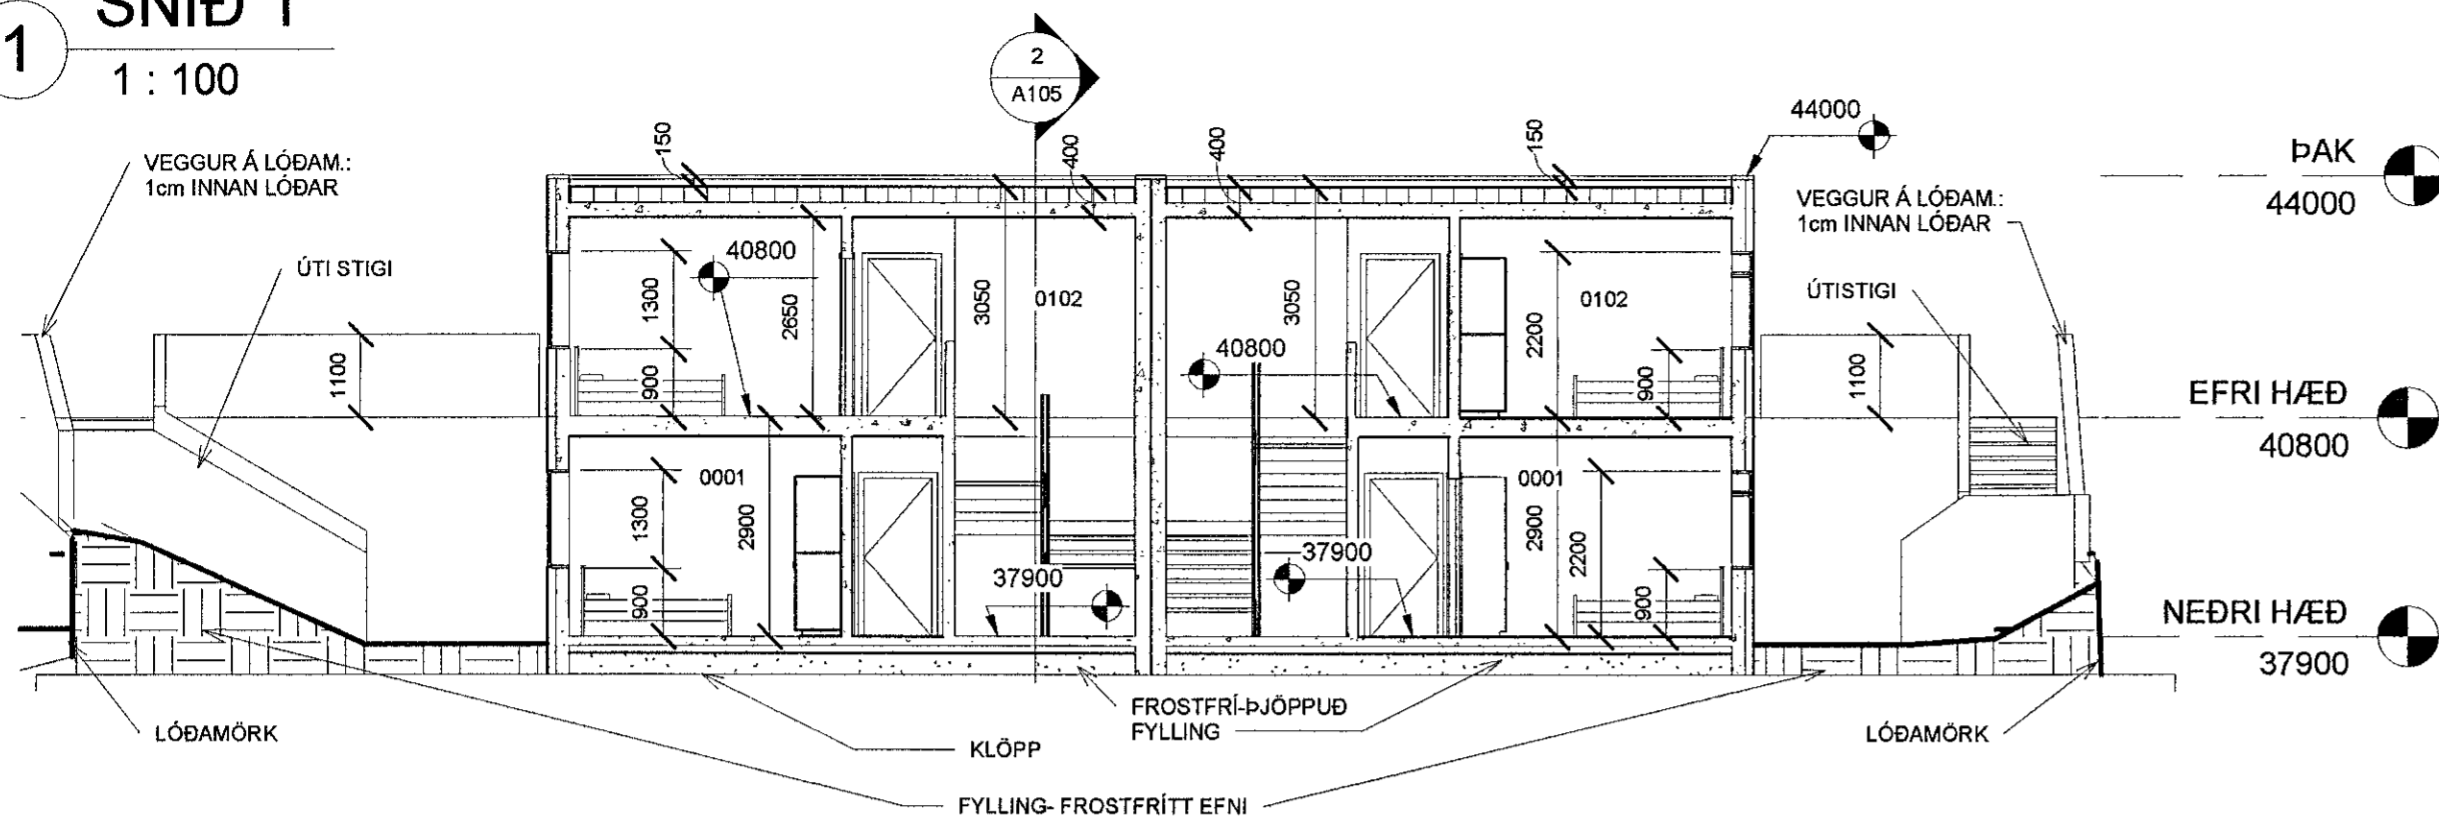 1
SNIÐ 1
1 : 100
2
A105
VEGGUR Á LÓÐAM.:
1cm INNAN LÓÐAR
150
400
400
150
44000
ÞAK
44000
VEGGUR Á LÓÐAM.:
1cm INNAN LÓÐAR
ÚTI STIGI
ÚTISTIGI
40800
1300
2650
3050
0102
3050
2200
0102
1100
900
40800
900
1100
EFRI HÆÐ
40800
0001
1300
2900
900
0001
2900
2200
900
37900
37900
NEÐRI HÆÐ
37900
LÓÐAMÖRK
KLÖPP
FROSTFRÍ-ÞJÖPPUÐ
FYLLING
LÓÐAMÖRK
FYLLING- FROSTFRÍTT EFNI